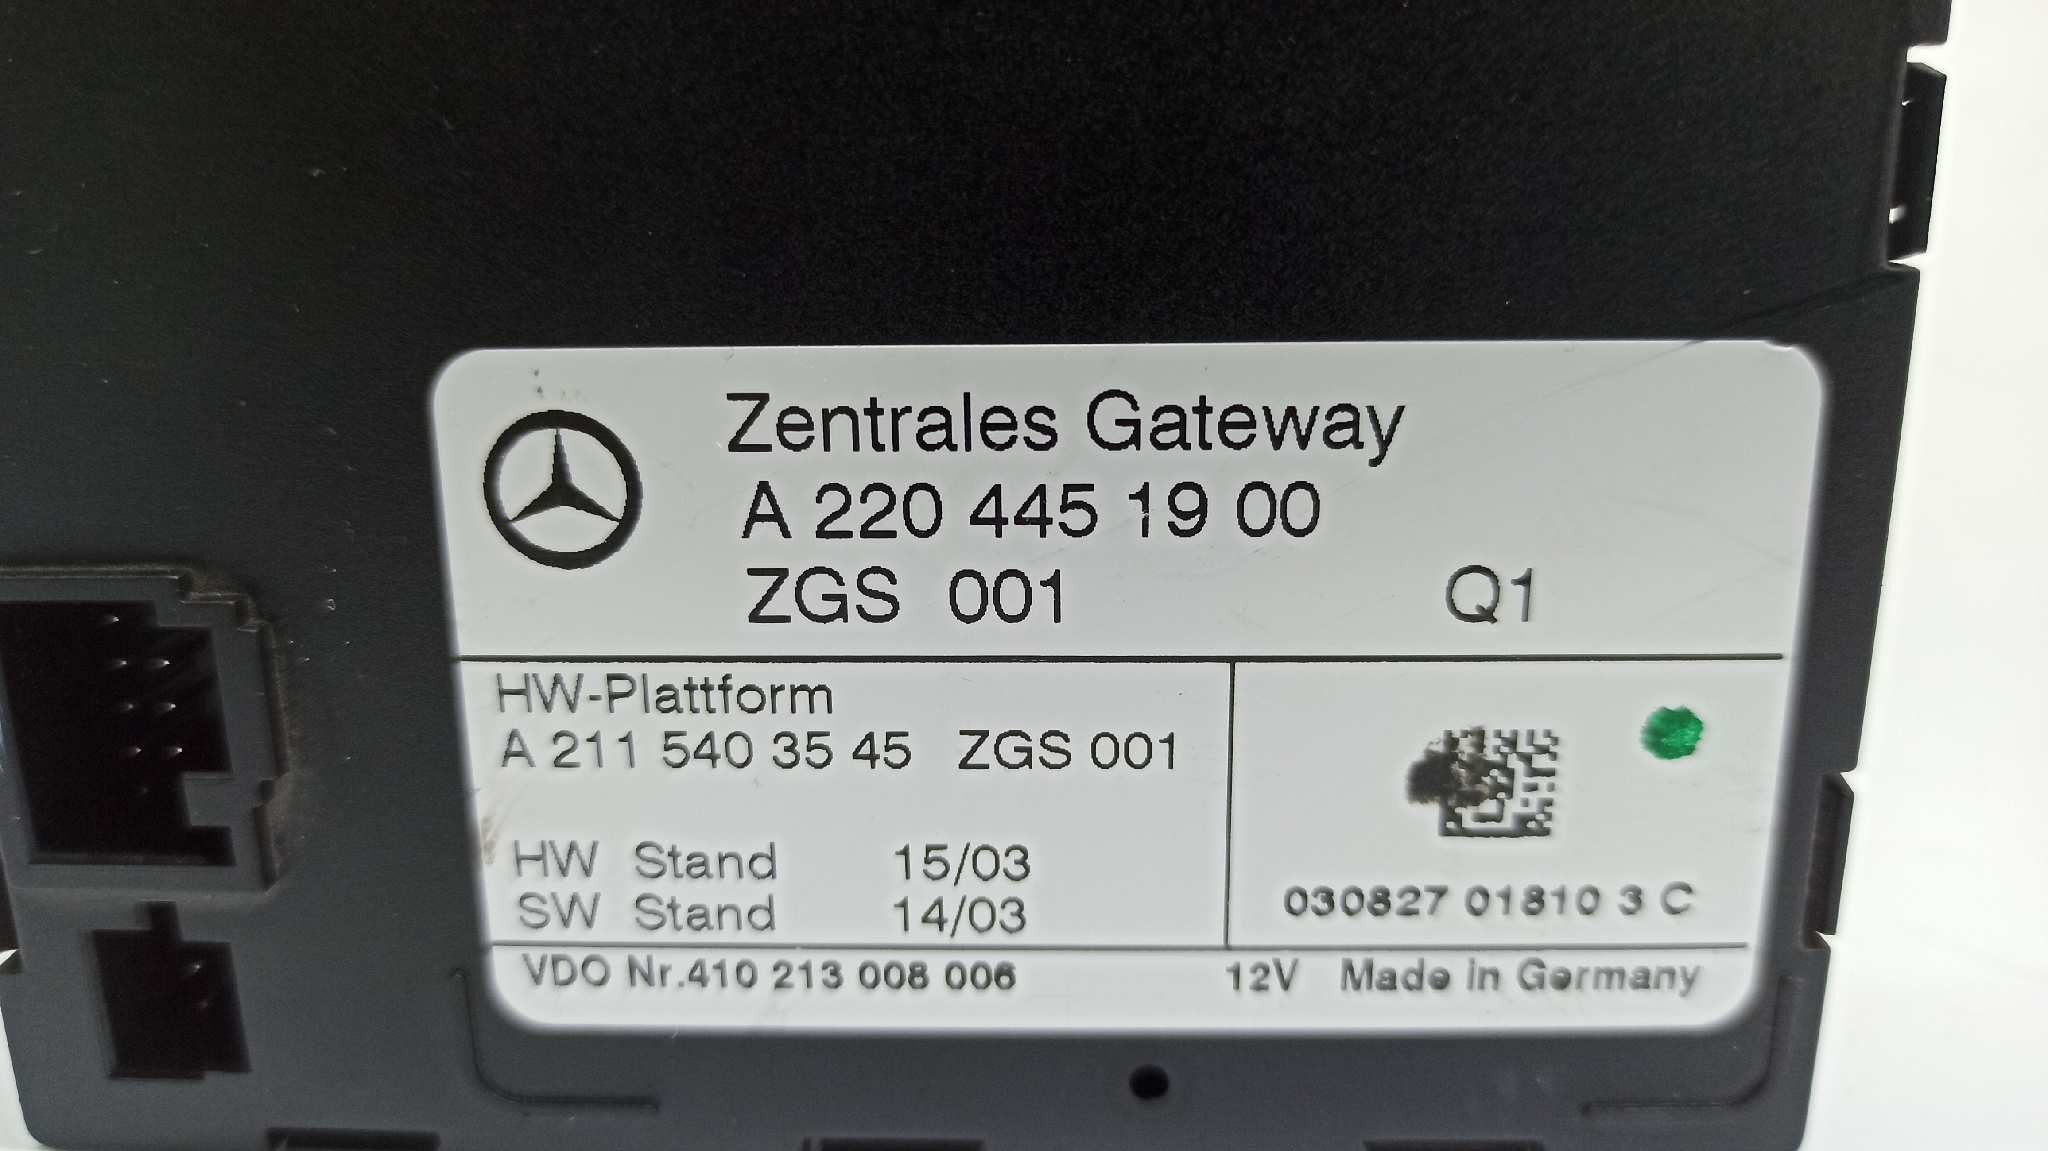 Zentrales Gateway
A 220 445 19 00
ZGS 001 Q1
HW-Plattform
A 211 540 35 45 ZGS 001
HW Stand 15/03
SW Stand 14/03
030827 01810 3 C
VDO Nr.410 213 008 006 12V Made in Germany